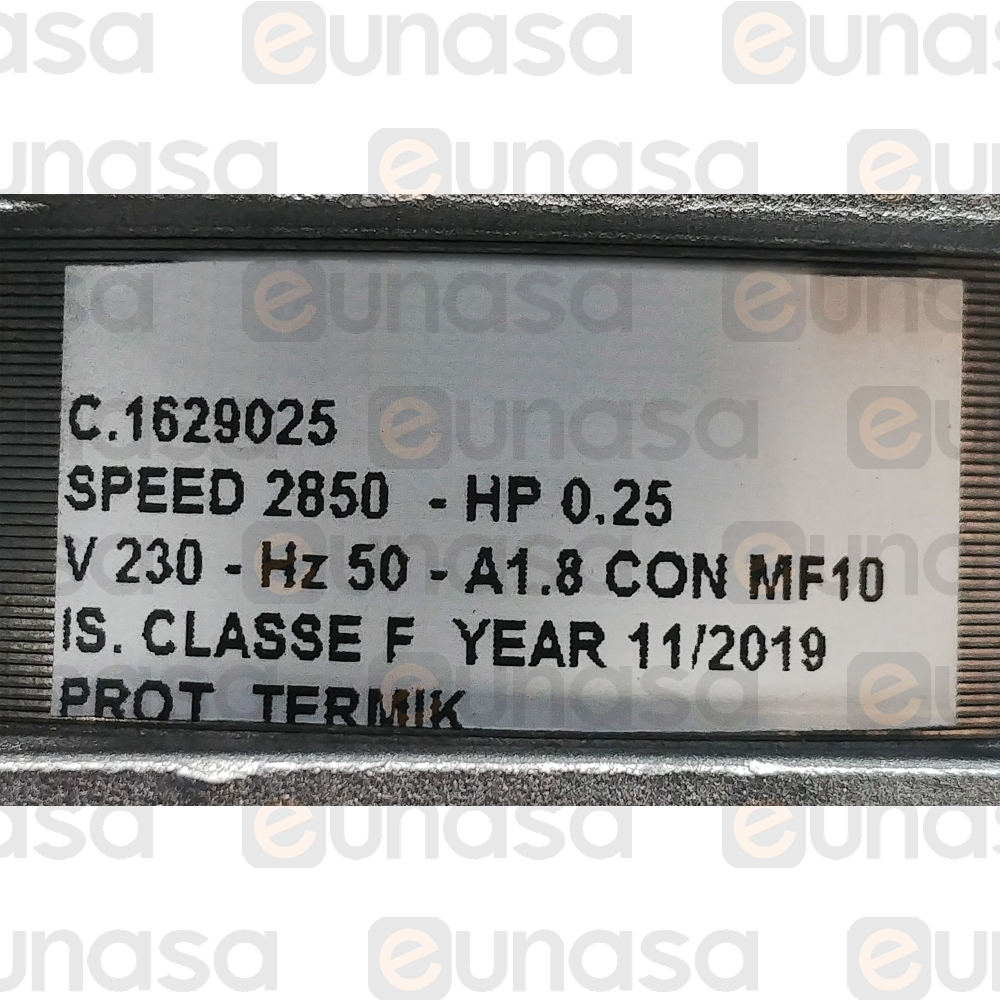 eunasa
C.1629025
SPEED 2850 - HP 0.25
V 230 - Hz 50 - A1.8 CON MF10
IS. CLASSE F YEAR 11/2019
PROT TERMIK